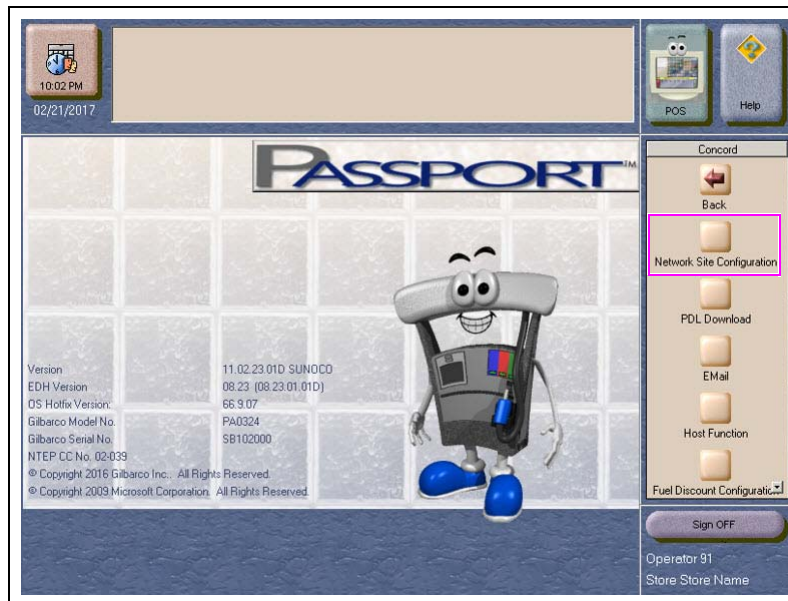 10:02 PM
02/21/2017
POS
Help
PASSPORT™
Version 11.02.23.01D SUNOCO
EDH Version 08.23 (08.23.01.01D)
OS Hotfix Version: 66.9.07
Gilbarco Model No. PA0324
Gilbarco Serial No. SB102000
NTEP CC No. 02-039
© Copyright 2016 Gilbarco Inc.. All Rights Reserved.
© Copyright 2009 Microsoft Corporation. All Rights Reserved.
Concord
Back
Network Site Configuration
PDL Download
EMail
Host Function
Fuel Discount Configuratic
Sign OFF
Operator 91
Store Store Name